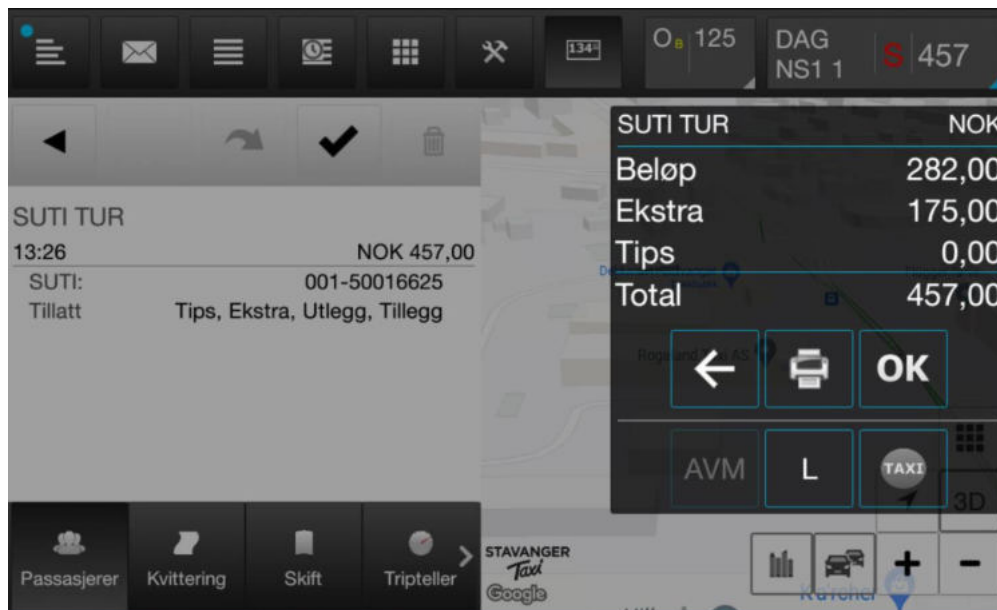 134
O B 125
DAG
NS1 1
S 457
SUTI TUR
13:26 NOK 457,00
SUTI: 001-50016625
Tillatt Tips, Ekstra, Utlegg, Tillegg
SUTI TUR NOK
Beløp 282,00
Ekstra 175,00
Tips 0,00
Total 457,00
OK
AVM L TAXI
3D
Passasjerer Kvittering Skift Tripteller
STAVANGER
Taxi
Google